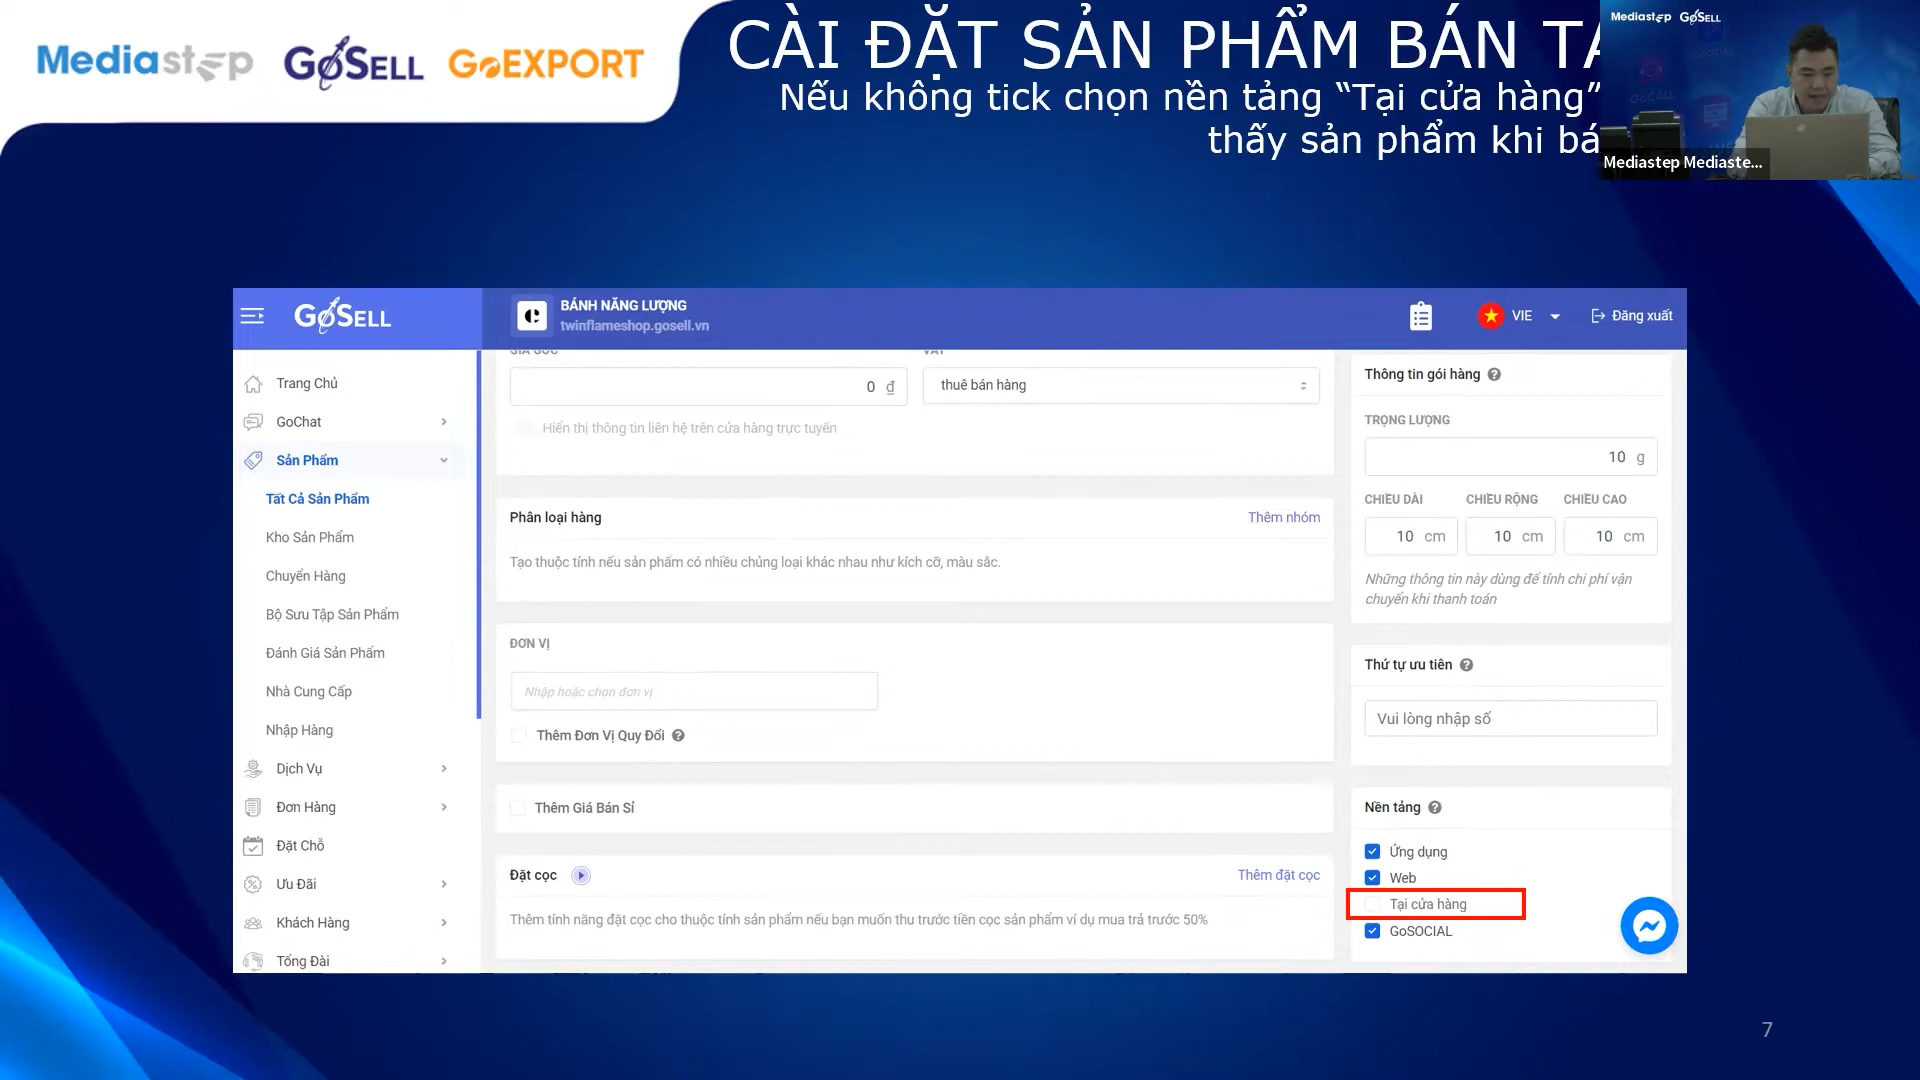 Mediastep GoSELL GoEXPORT
CÀI ĐẶT SẢN PHẨM BÁN TẠ
Nếu không tick chọn nền tảng “Tại cửa hàng”
thấy sản phẩm khi bá
Mediastep GoSELL
Mediastep Mediaste...
GoSELL
BÁNH NĂNG LƯỢNG
twinflameshop.gosell.vn
VIE
Đăng xuất
Trang Chủ
GoChat
Sản Phẩm
Tất Cả Sản Phẩm
Kho Sản Phẩm
Chuyển Hàng
Bộ Sưu Tập Sản Phẩm
Đánh Giá Sản Phẩm
Nhà Cung Cấp
Nhập Hàng
Dịch Vụ
Đơn Hàng
Đặt Chỗ
Ưu Đãi
Khách Hàng
Tổng Đài
GIÁ GỐC
VAT
0 đ
thuê bán hàng
Hiển thị thông tin liên hệ trên cửa hàng trực tuyến
Phân loại hàng
Thêm nhóm
Tạo thuộc tính nếu sản phẩm có nhiều chủng loại khác nhau như kích cỡ, màu sắc.
ĐƠN VỊ
Nhập hoặc chọn đơn vị
Thêm Đơn Vị Quy Đổi
Thêm Giá Bán Sỉ
Đặt cọc
Thêm đặt cọc
Thêm tính năng đặt cọc cho thuộc tính sản phẩm nếu bạn muốn thu trước tiền cọc sản phẩm ví dụ mua trả trước 50%
Thông tin gói hàng
TRỌNG LƯỢNG
10 g
CHIỀU DÀI CHIỀU RỘNG CHIỀU CAO
10 cm 10 cm 10 cm
Những thông tin này dùng để tính chi phí vận
chuyển khi thanh toán
Thứ tự ưu tiên
Vui lòng nhập số
Nền tảng
Ứng dụng
Web
Tại cửa hàng
GoSOCIAL
7